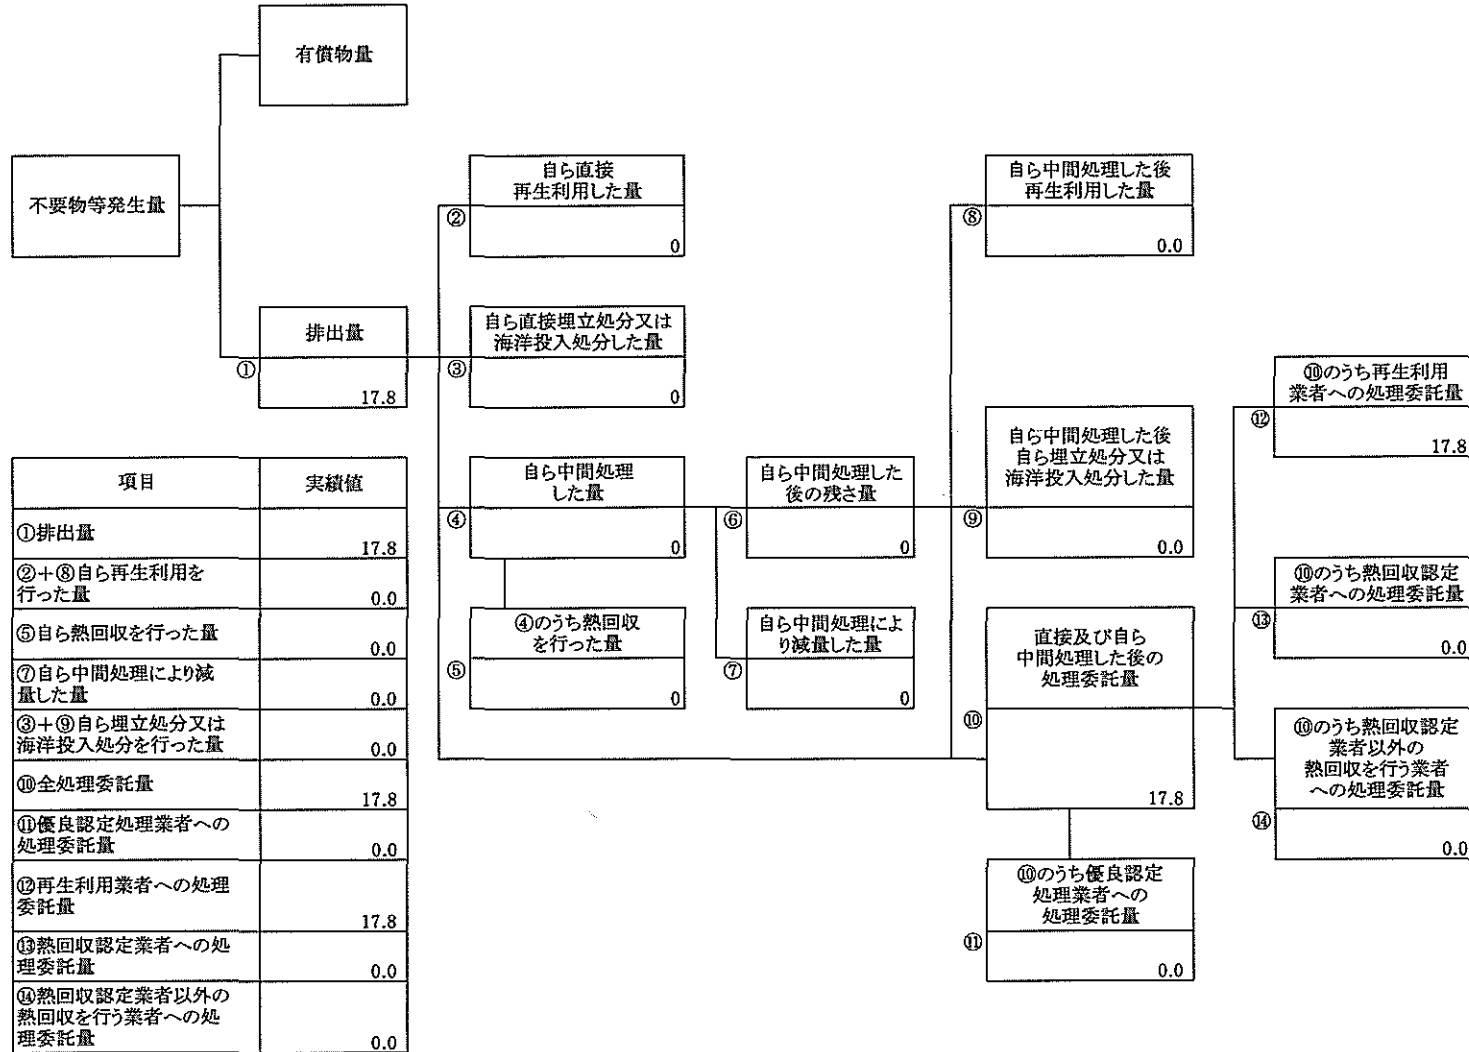 有償物量
不要物等発生量
自ら直接
再生利用した量
②
0
自ら中間処理した後
再生利用した量
⑧
0.0
排出量
①
17.8
自ら直接埋立処分又は
海洋投入処分した量
③
0
⑩のうち再生利用
業者への処理委託量
⑫
17.8
自ら中間処理
した量
④
0
自ら中間処理した
後の残さ量
⑥
0
自ら中間処理した後
自ら埋立処分又は
海洋投入処分した量
⑨
0.0
⑩のうち熱回収認定
業者への処理委託量
⑬
0.0
④のうち熱回収
を行った量
⑤
0
自ら中間処理によ
り減量した量
⑦
0
直接及び自ら
中間処理した後の
処理委託量
⑩
17.8
⑩のうち熱回収認定
業者以外の
熱回収を行う業者
への処理委託量
⑭
0.0
⑩のうち優良認定
処理業者への
処理委託量
⑪
0.0
項目 実績値
①排出量
17.8
②+⑧自ら再生利用を
行った量
0.0
⑤自ら熱回収を行った量
0.0
⑦自ら中間処理により減
量した量
0.0
③+⑨自ら埋立処分又は
海洋投入処分を行った量
0.0
⑩全処理委託量
17.8
⑪優良認定処理業者への
処理委託量
0.0
⑫再生利用業者への処理
委託量
17.8
⑬熱回収認定業者への処
理委託量
0.0
⑭熱回収認定業者以外の
熱回収を行う業者への処
理委託量
0.0